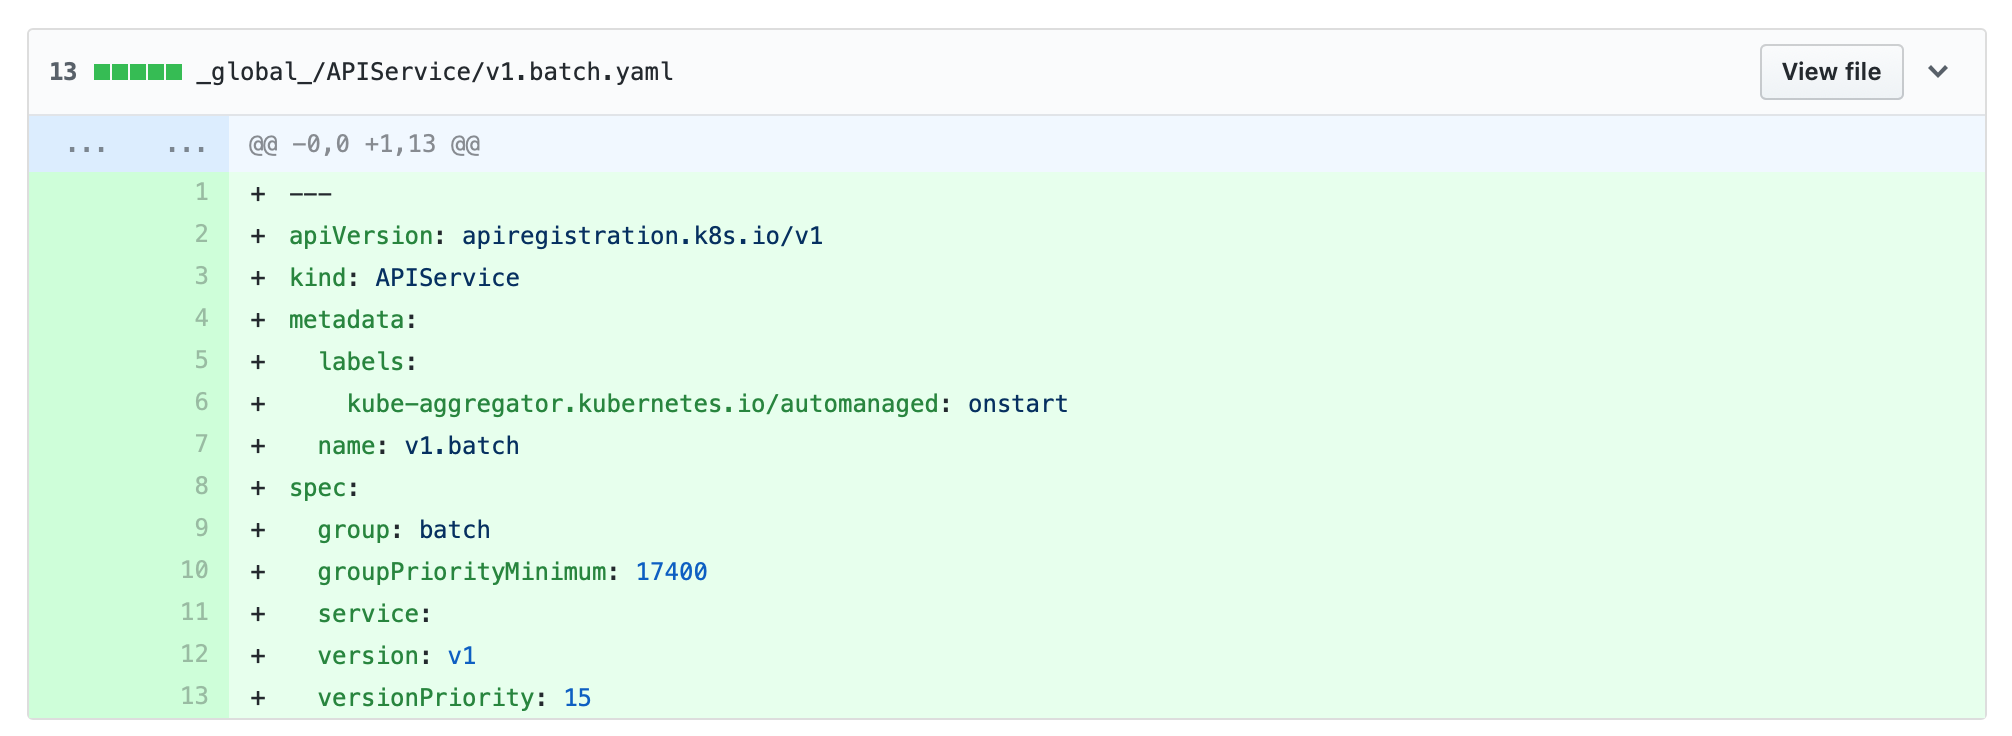 13 _global_/APIService/v1.batch.yaml View file
... ... @@ -0,0 +1,13 @@
1 + ---
2 + apiVersion: apiregistration.k8s.io/v1
3 + kind: APIService
4 + metadata:
5 +   labels:
6 +     kube-aggregator.kubernetes.io/automanaged: onstart
7 +   name: v1.batch
8 + spec:
9 +   group: batch
10 +   groupPriorityMinimum: 17400
11 +   service:
12 +   version: v1
13 +   versionPriority: 15